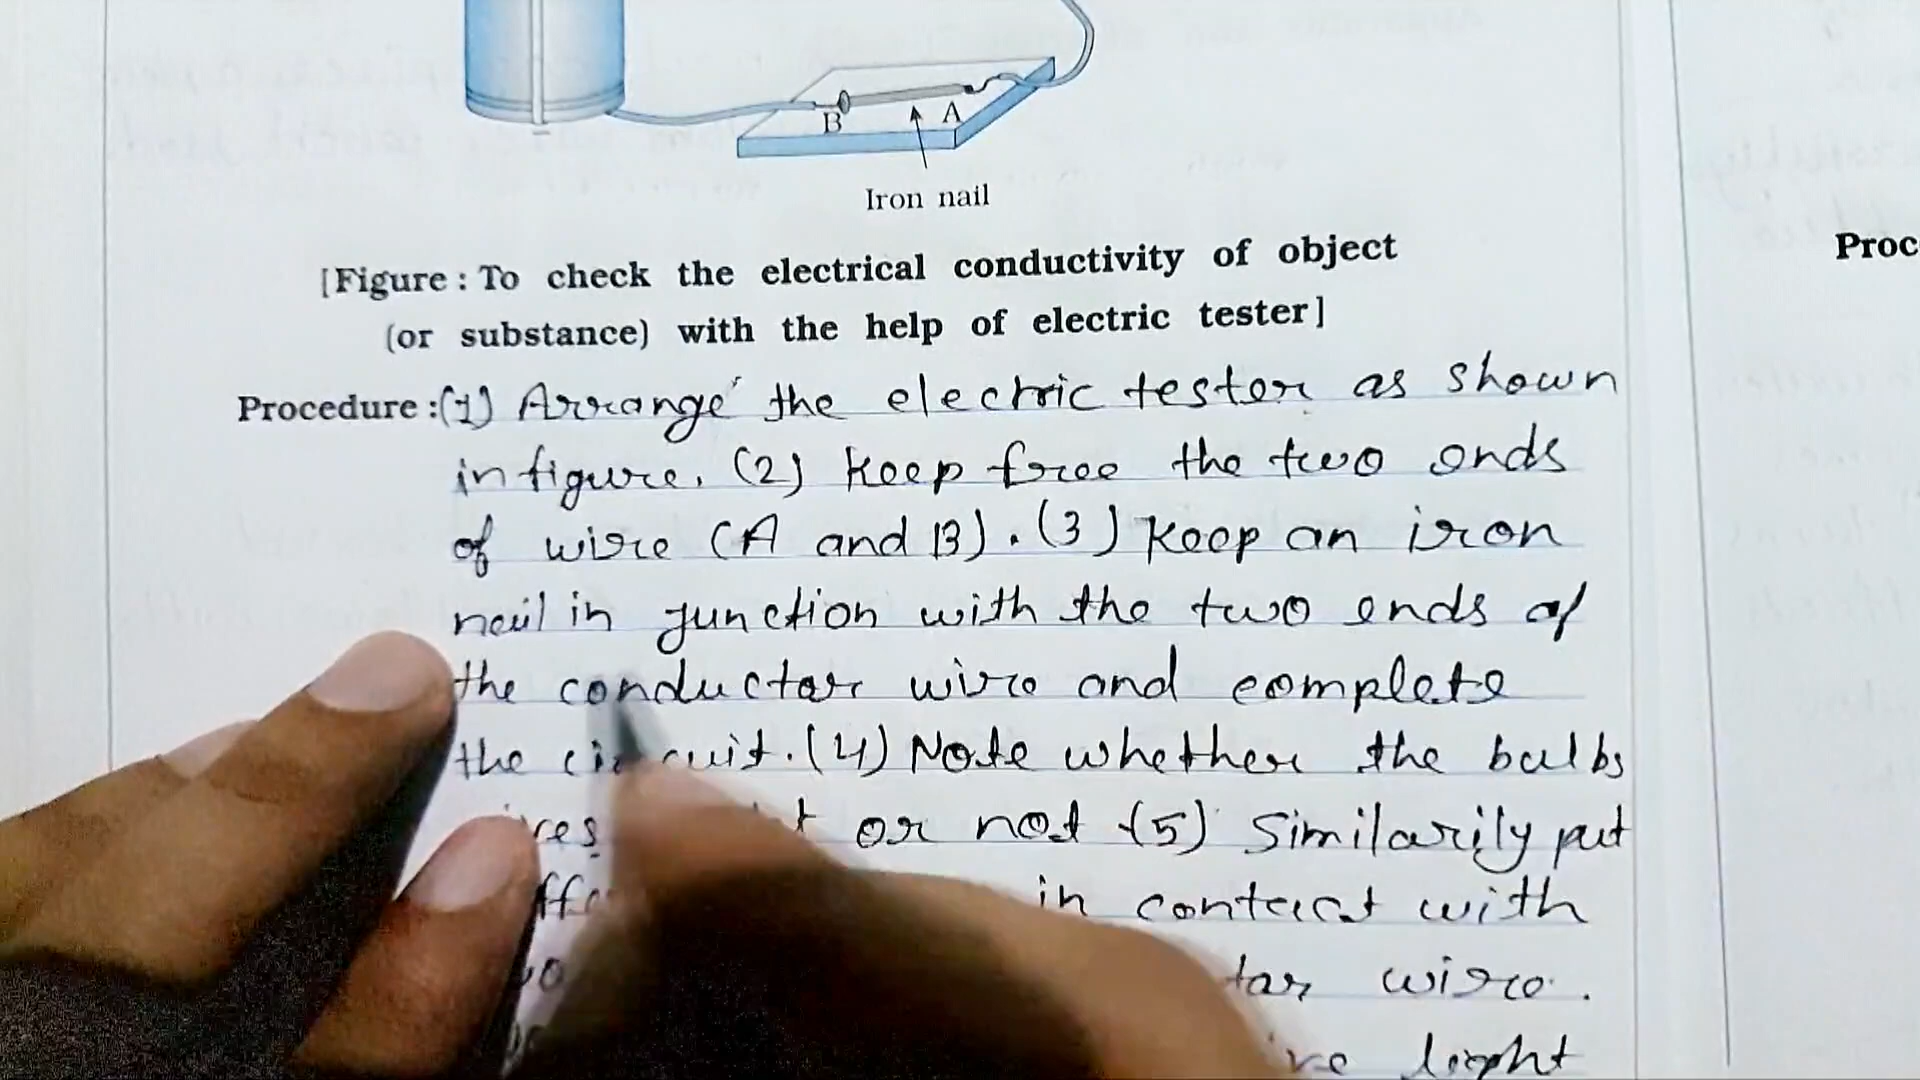 B
A
Iron nail
[Figure : To check the electrical conductivity of object
(or substance) with the help of electric tester]
Proc
Procedure : (1) Arrange the electric tester as shown
in figure. (2) Keep free the two ends
of wire (A and B). (3) Keep an iron
nail in junction with the two ends of
the conductar wire and complete
the circuit. (4) Note whether the bulbs
or not (5) Similarily put
in contact with
wire.
light